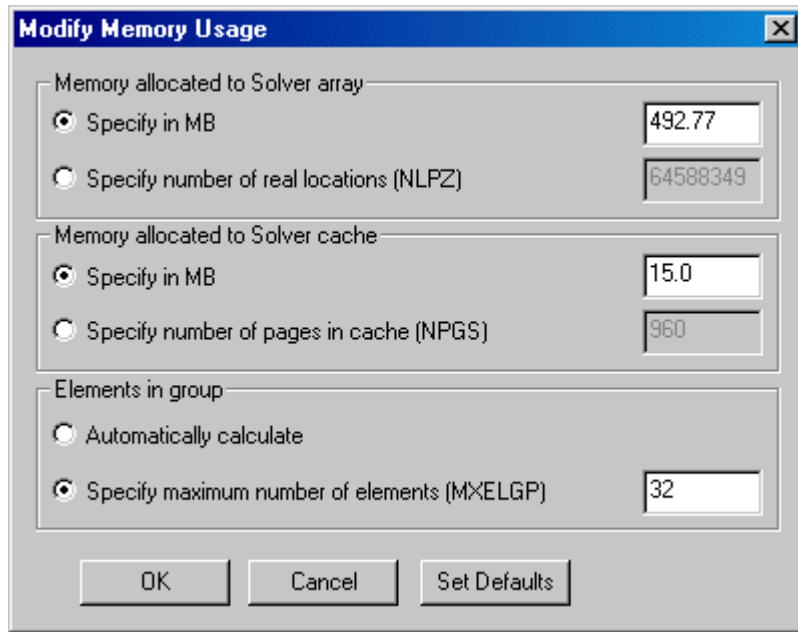 Modify Memory Usage
Memory allocated to Solver array
Specify in MB 492.77
Specify number of real locations (NLPZ) 64588349
Memory allocated to Solver cache
Specify in MB 15.0
Specify number of pages in cache (NPGS) 960
Elements in group
Automatically calculate
Specify maximum number of elements (MXELGP) 32
OK Cancel Set Defaults